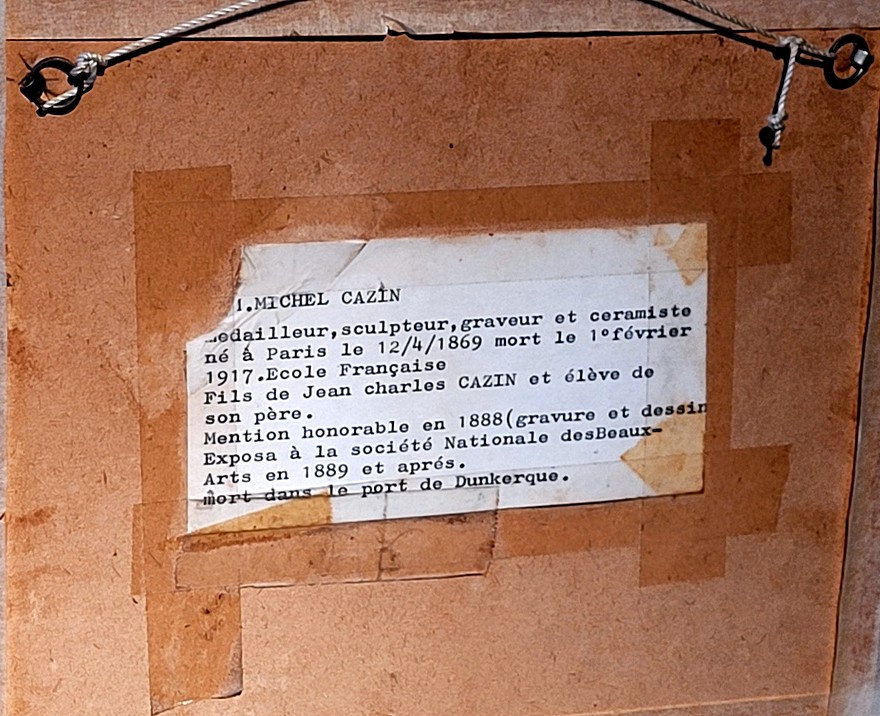 I.MICHEL CAZIN
medailleur,sculpteur,graveur et ceramiste
né à Paris le 12/4/1869 mort le 1°février
1917.Ecole Française
Fils de Jean charles CAZIN et élève de
son père.
Mention honorable en 1888(gravure et dessin
Exposa à la société Nationale desBeaux-
Arts en 1889 et aprés.
mort dans le port de Dunkerque.